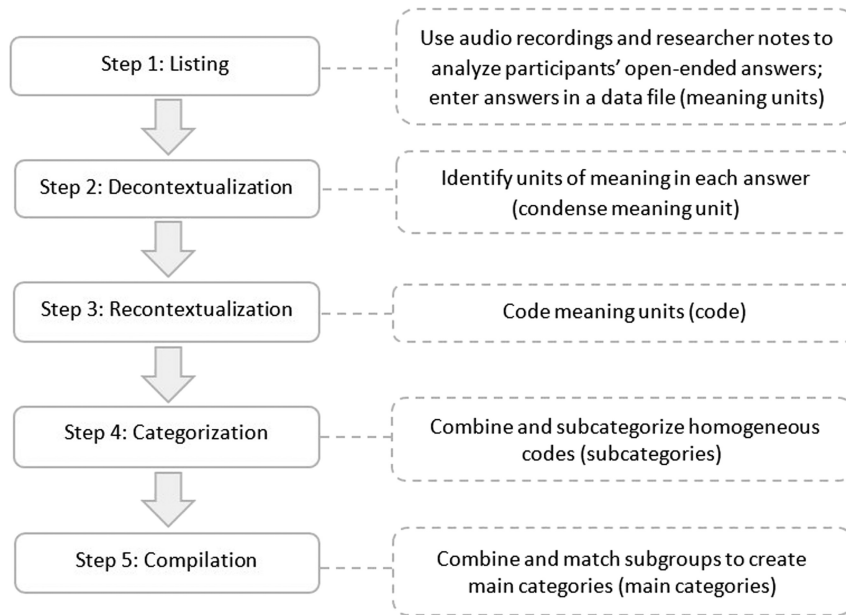 Step 1: Listing
Use audio recordings and researcher notes to
analyze participants’ open-ended answers;
enter answers in a data file (meaning units)
Step 2: Decontextualization
Identify units of meaning in each answer
(condense meaning unit)
Step 3: Recontextualization
Code meaning units (code)
Step 4: Categorization
Combine and subcategorize homogeneous
codes (subcategories)
Step 5: Compilation
Combine and match subgroups to create
main categories (main categories)